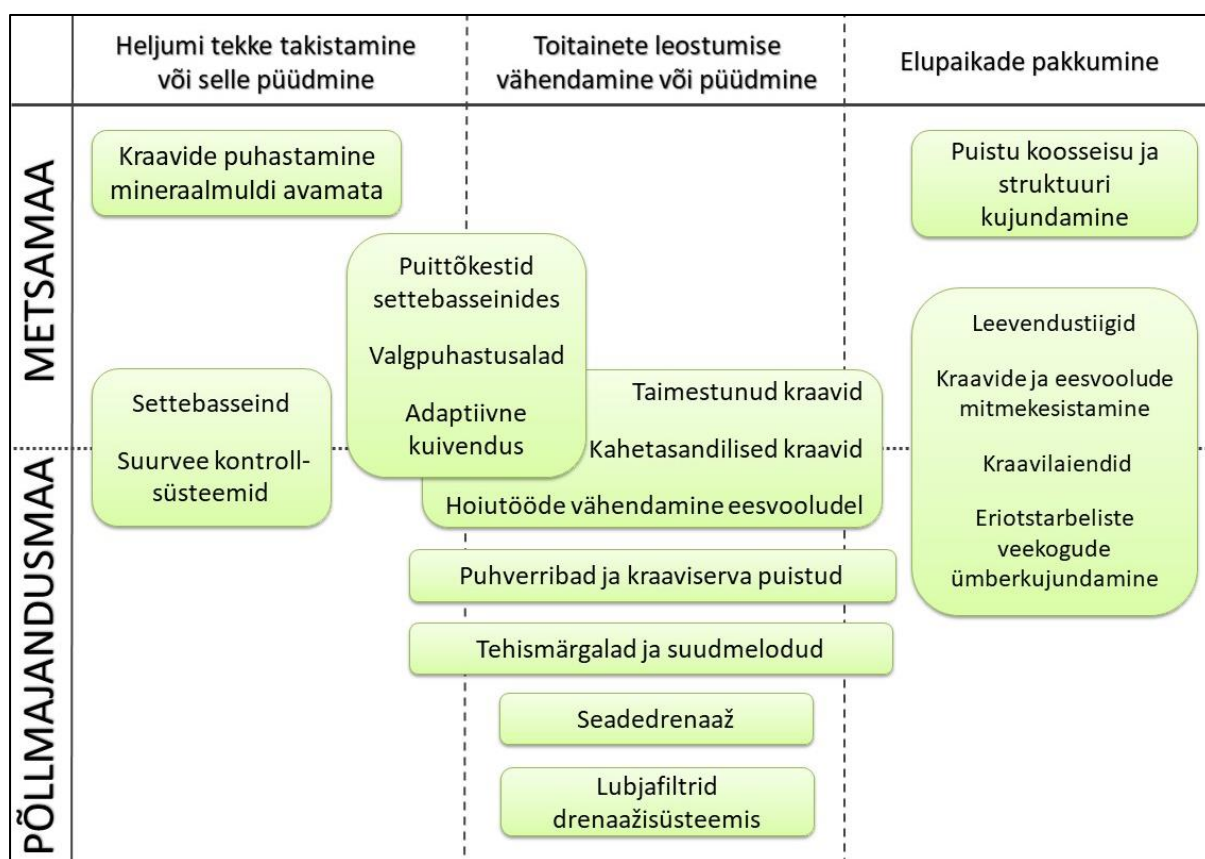 Heljumi tekke takistamine
või selle püüdmine
Toitainete leostumise
vähendamine või püüdmine
Elupaikade pakkumine
METSAMAA
Kraavide puhastamine
mineraalmuldi avamata
Puistu koosseisu ja
struktuuri
kujundamine
Puittõkestid
settebasseinides
Valgpuhastusalad
Adaptiivne
kuivendus
Leevendustiigid
Kraavide ja eesvoolude
mitmekesistamine
Kraavilaiendid
Eriotstarbeliste
veekogude
ümberkujundamine
Settebasseind
Suurvee kontroll-
süsteemid
Taimestunud kraavid
Kahetasandilised kraavid
Hoiutööde vähendamine eesvooludel
PÕLLMAJANDUSMAA
Puhverribad ja kraaviserva puistud
Tehismärgalad ja suudmelodud
Seadedrenaaž
Lubjafiltrid
drenaažisüsteemis